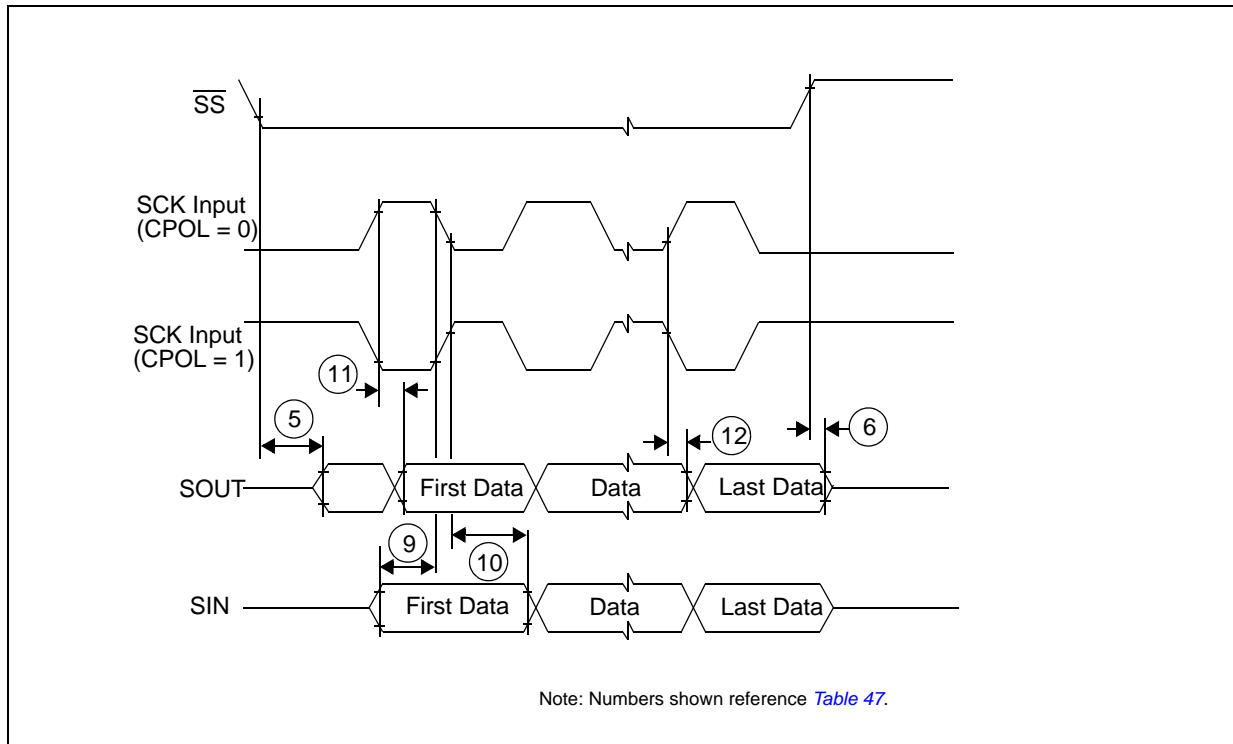 SS
SCK Input
(CPOL = 0)
SCK Input
(CPOL = 1)
11
5
12
6
SOUT
First Data
Data
Last Data
9
10
SIN
First Data
Data
Last Data
Note: Numbers shown reference Table 47.